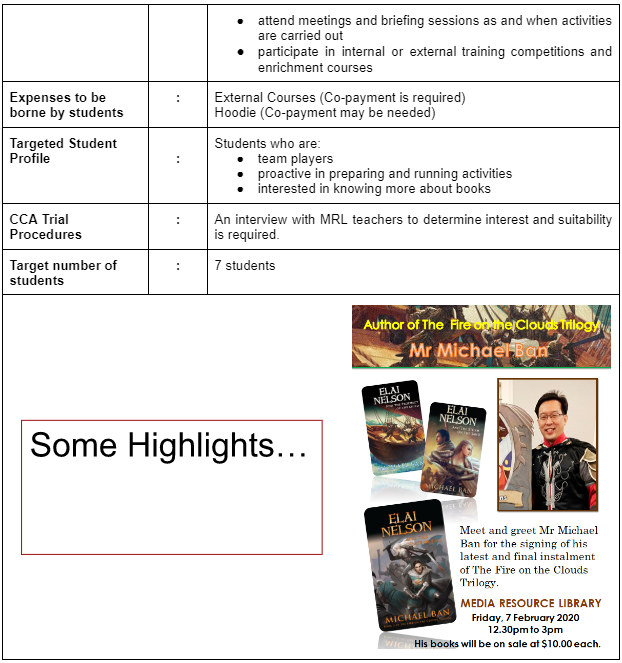 attend meetings and briefing sessions as and when activities
are carried out
participate in internal or external training competitions and
enrichment courses
Expenses to be
borne by students
:
External Courses (Co-payment is required)
Hoodie (Co-payment may be needed)
Targeted Student
Profile
:
Students who are:
team players
proactive in preparing and running activities
interested in knowing more about books
CCA Trial
Procedures
:
An interview with MRL teachers to determine interest and suitability
is required.
Target number of
students
:
7 students
Some Highlights…
Author of The Fire on the Clouds Trilogy
Mr Michael Ban
ELAI
NELSON
ELAI
NELSON
MICHAEL BAN
ELAI
NELSON
MICHAEL BAN
Meet and greet Mr Michael
Ban for the signing of his
latest and final instalment
of The Fire on the Clouds
Trilogy.
MEDIA RESOURCE LIBRARY
Friday, 7 February 2020
12.30pm to 3pm
His books will be on sale at $10.00 each.